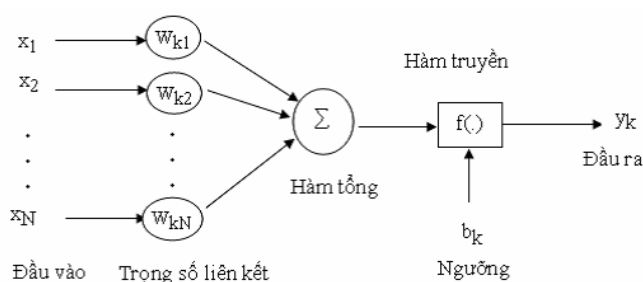 x1
Wk1
Hàm truyền
x2
Wk2
Σ
f(.)
yk
Đầu ra
Hàm tổng
xN
WkN
bk
Đầu vào
Trọng số liên kết
Ngưỡng